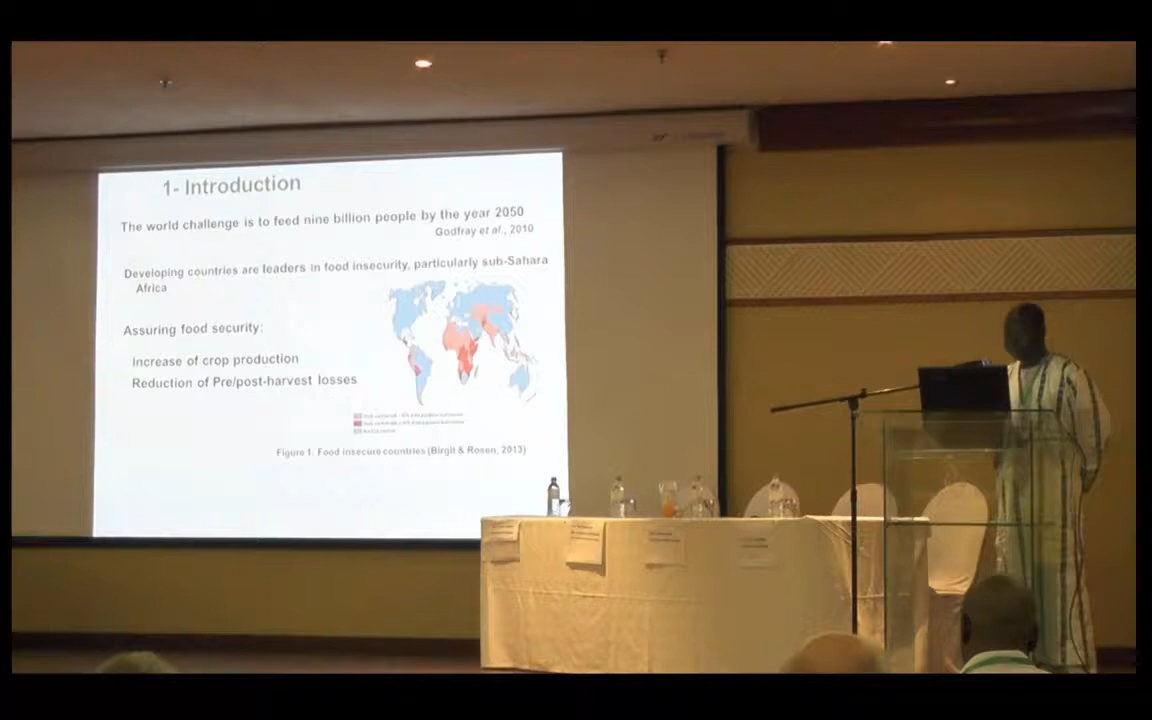 1- Introduction
The world challenge is to feed nine billion people by the year 2050
Godfray et al., 2010
Developing countries are leaders in food insecurity, particularly sub-Sahara
Africa
Assuring food security:
Increase of crop production
Reduction of Pre/post-harvest losses
Figure 1: Food insecure countries (Birgit & Rosen, 2013)